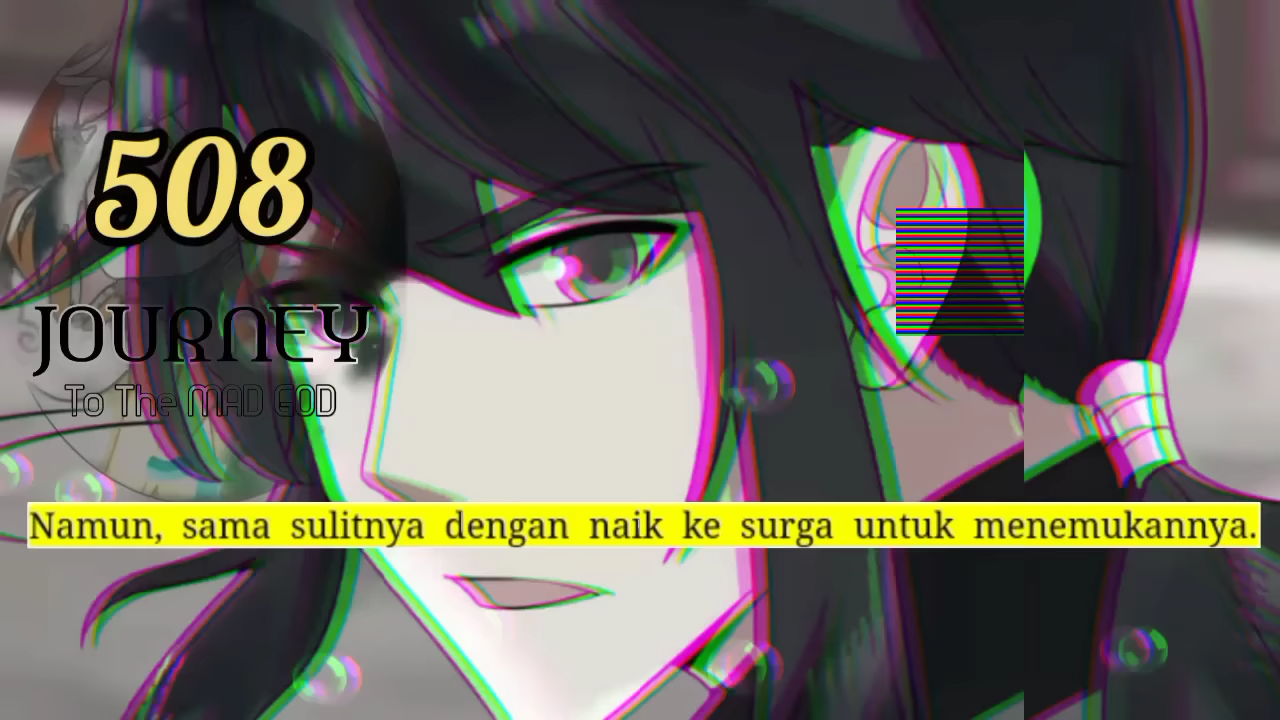 508
JOURNEY
To The MAD GOD
Namun, sama sulitnya dengan naik ke surga untuk menemukannya.